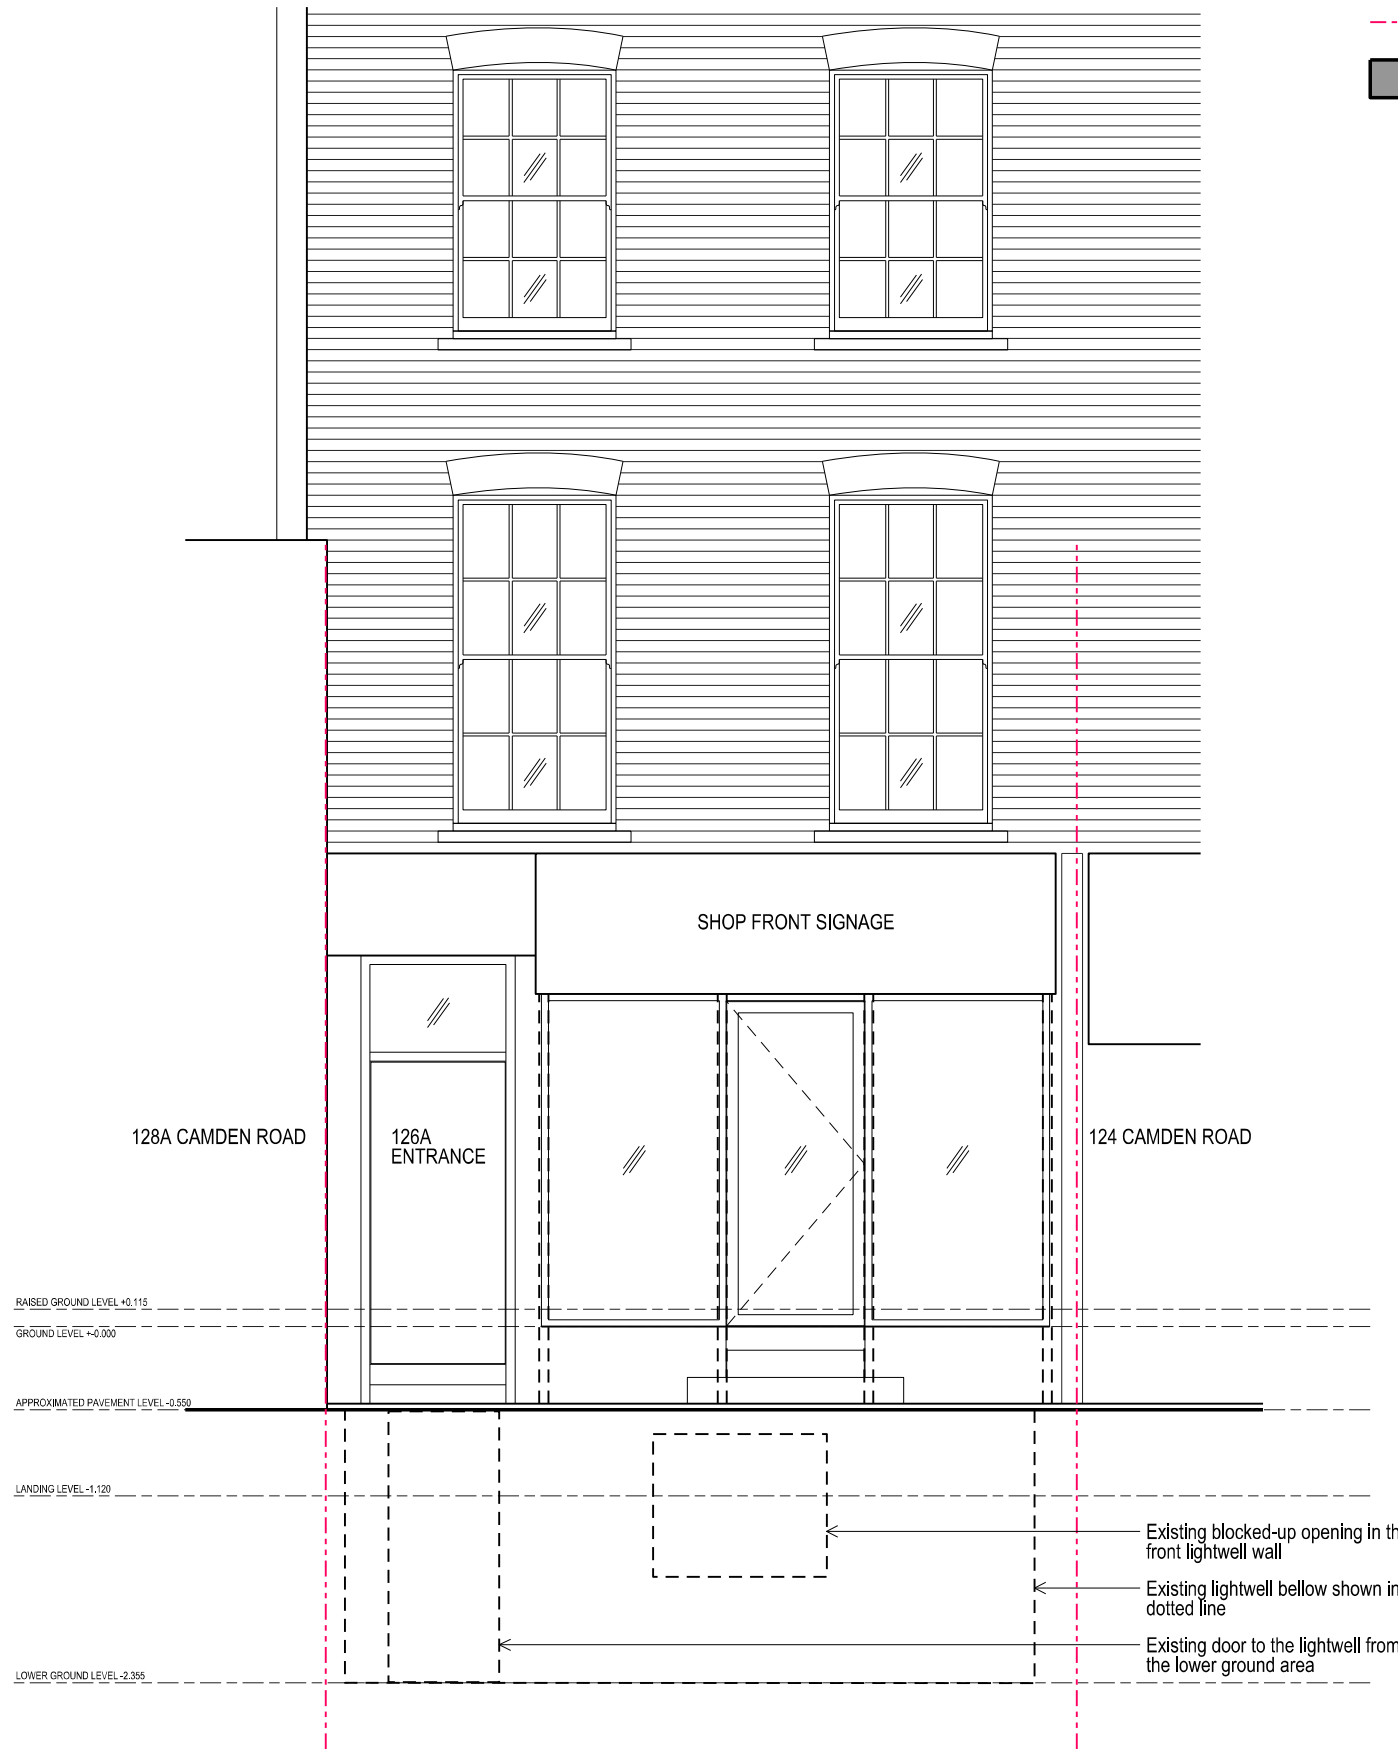 SHOP FRONT SIGNAGE
128A CAMDEN ROAD
126A
ENTRANCE
124 CAMDEN ROAD
RAISED GROUND LEVEL +0.115
GROUND LEVEL +-0.000
APPROXIMATED PAVEMENT LEVEL -0.550
LANDING LEVEL -1.120
Existing blocked-up opening in th
front lightwell wall
Existing lightwell bellow shown in
dotted line
Existing door to the lightwell from
the lower ground area
LOWER GROUND LEVEL -2.355